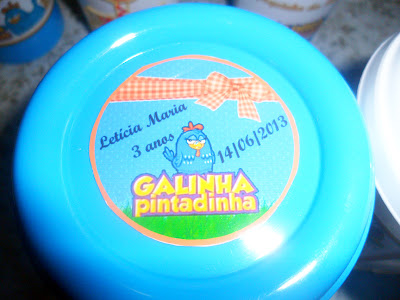 Letícia Maria
3 anos
14/06/2013
GALINHA
pintadinha